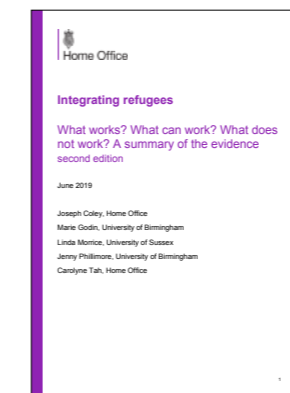 Home Office
Integrating refugees
What works? What can work? What does
not work? A summary of the evidence
second edition
June 2019
Joseph Coley, Home Office
Marie Godin, University of Birmingham
Linda Morrice, University of Sussex
Jenny Phillimore, University of Birmingham
Carolyne Tah, Home Office
1